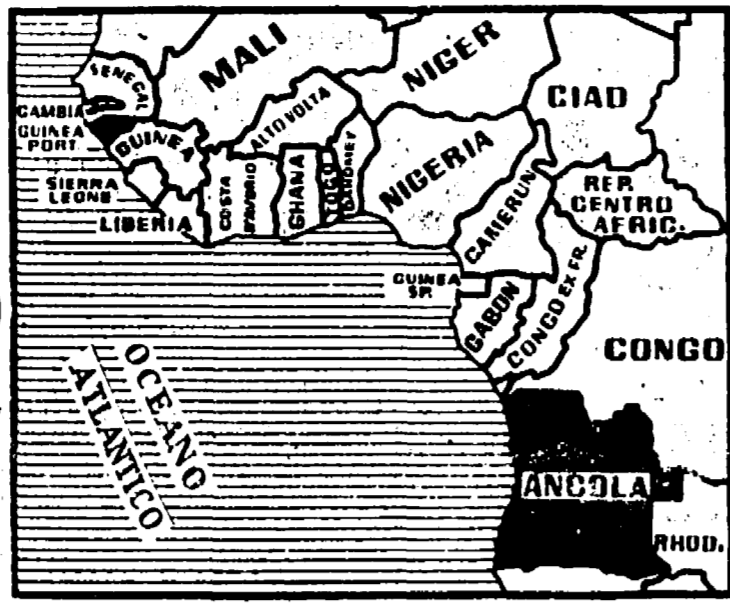 MALI
NIGER
CIAD
SENEGAL
GAMBIA
GUINEA
PORT.
GUINEA
ALTO VOLTA
SIERRA
LEONE
LIBERIA
COSTA
D'AVORIO
GHANA
TOGO
DAHOMEY
NIGERIA
CAMERUN
REP.
CENTRO
AFRIC.
GUINEA
SP.
GABON
CONGO EX FR.
CONGO
OCEANO
ATLANTICO
ANGOLA
RHOD.